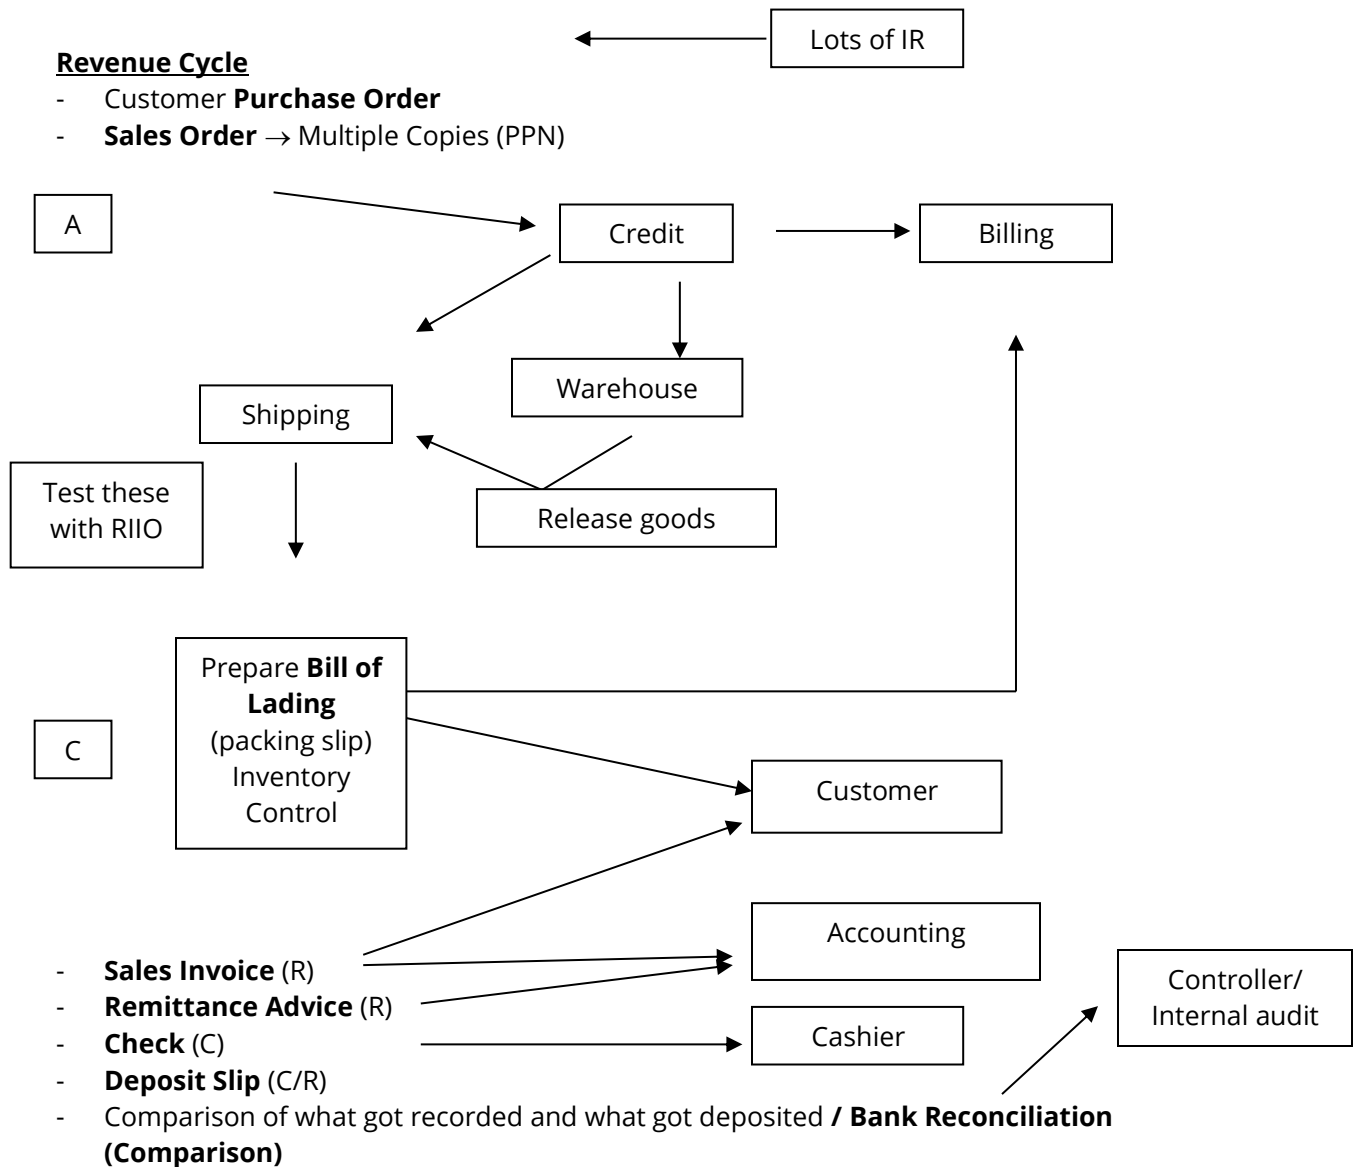 Lots of IR
Revenue Cycle
- Customer Purchase Order
- Sales Order → Multiple Copies (PPN)
A
Credit
Billing
Warehouse
Shipping
Test these
with RIIO
Release goods
Prepare Bill of
Lading
(packing slip)
Inventory
Control
C
Customer
Accounting
- Sales Invoice (R)
- Remittance Advice (R)
- Check (C)
- Deposit Slip (C/R)
Cashier
Controller/
Internal audit
- Comparison of what got recorded and what got deposited / Bank Reconciliation
(Comparison)